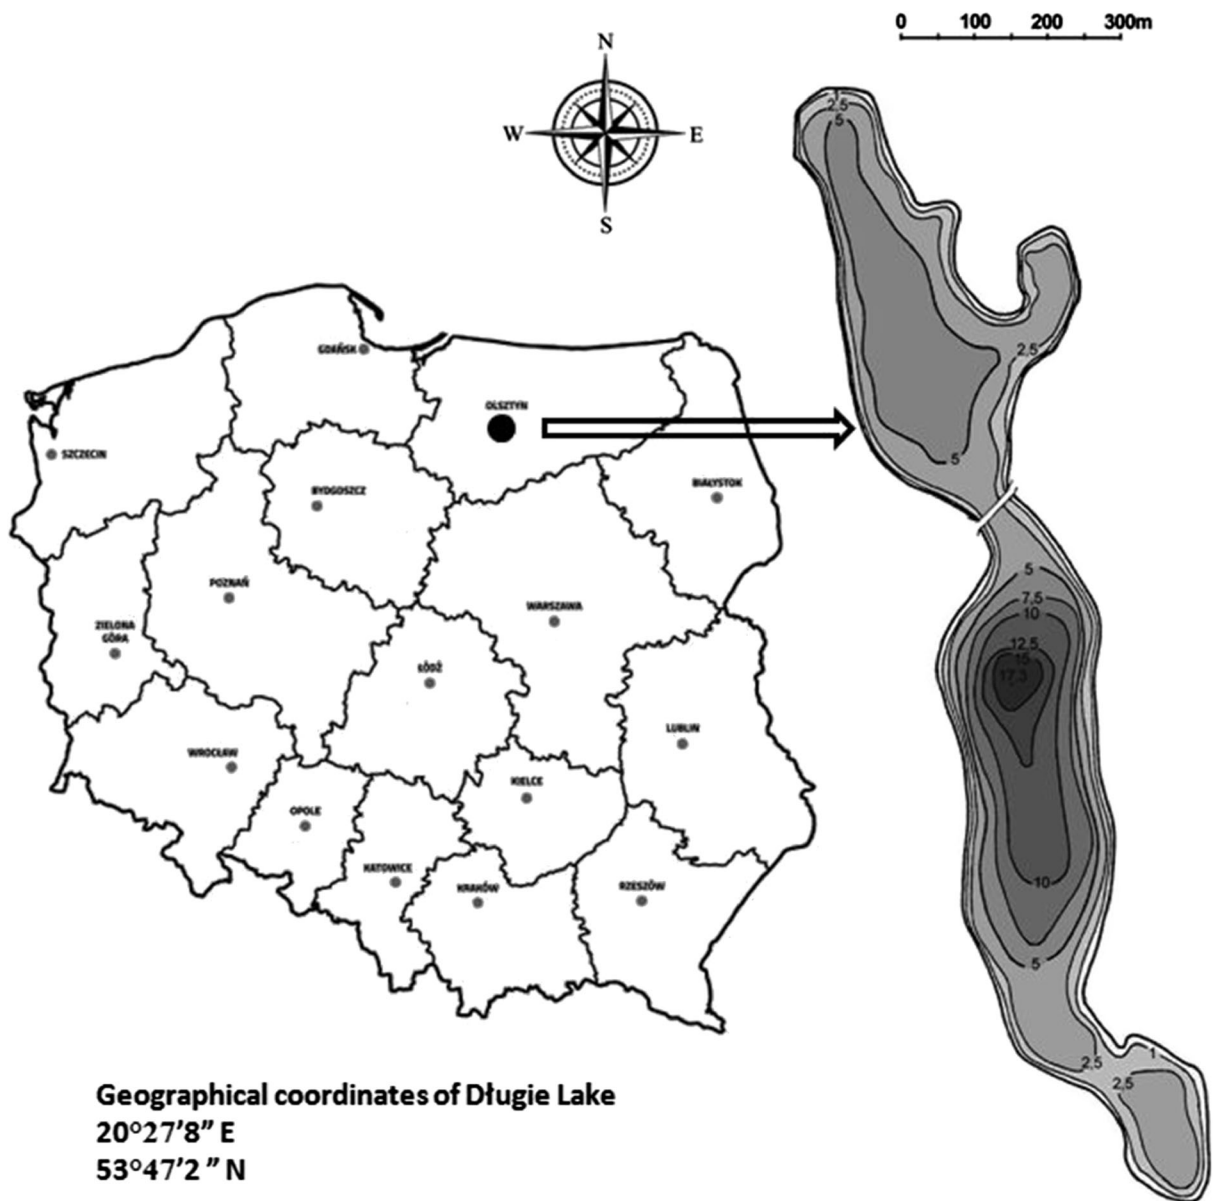 0 100 200 300m
N
W E
S
1
2,5
5
2,5
5
GDAŃSK
OLSZTYN
SZCZECIN
BYDGOSZCZ
BIAŁYSTOK
POZNAŃ
WARSZAWA
ZIELONA
GÓRA
ŁÓDŹ
LUBLIN
WROCŁAW
KIELCE
OPOLE
KATOWICE
KRAKÓW
RZESZÓW
5
7,5
10
12,5
15
17,3
10
5
2,5
1
2,5
Geographical coordinates of Długie Lake
20°27'8” E
53°47'2 ” N